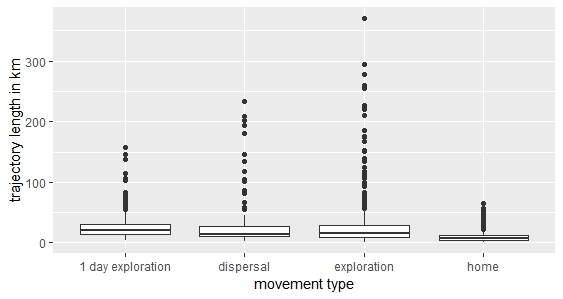 trajectory length in km
300
200
100
0
1 day exploration
dispersal
exploration
home
movement type